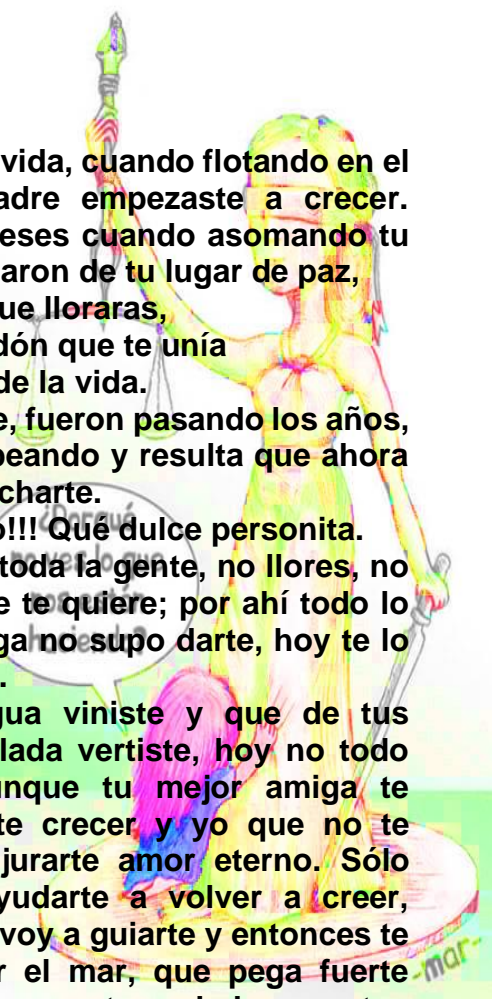 vida, cuando flotando en el
adre empezaste a crecer.
eses cuando asomando tu
aron de tu lugar de paz,
ue lloraras,
dón que te unía
de la vida.
e, fueron pasando los años,
peando y resulta que ahora
charte.
o!!! Qué dulce personita.
toda la gente, no llores, no
e te quiere; por ahí todo lo
ga no supo darte, hoy te lo
.
gua viniste y que de tus
lada vertiste, hoy no todo
unque tu mejor amiga te
te crecer y yo que no te
jurarte amor eterno. Sólo
yudarte a volver a creer,
voy a guiarte y entonces te
r el mar, que pega fuerte
¿Porqué
no ves lo que
nos están
haciendo?
-mar-